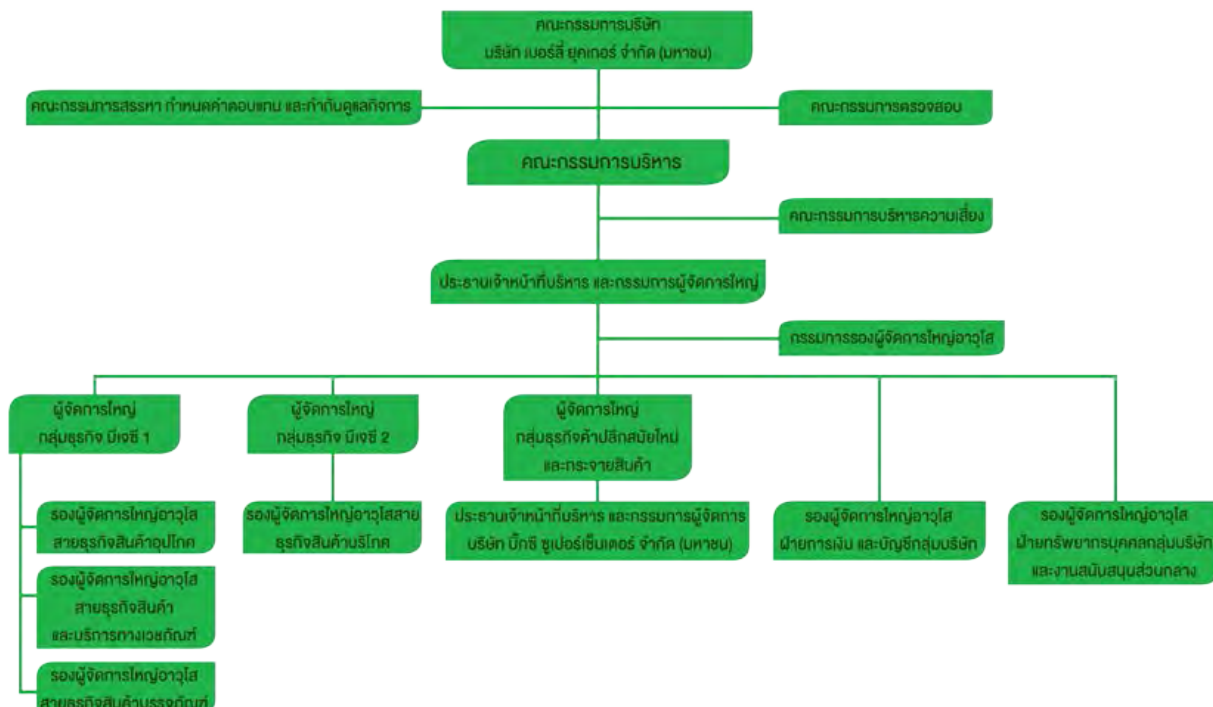 คณะกรรมการบริษัท
บริษัท เบอร์ลี่ ยุคเกอร์ จำกัด (มหาชน)
คณะกรรมการสรรหา กำหนดค่าตอบแทน และกำกับดูแลกิจการ
คณะกรรมการตรวจสอบ
คณะกรรมการบริหาร
คณะกรรมการบริหารความเสี่ยง
ประธานเจ้าหน้าที่บริหาร และกรรมการผู้จัดการใหญ่
กรรมการรองผู้จัดการใหญ่อาวุโส
ผู้จัดการใหญ่
กลุ่มธุรกิจ บีเจซี 1
ผู้จัดการใหญ่
กลุ่มธุรกิจ บีเจซี 2
ผู้จัดการใหญ่
กลุ่มธุรกิจค้าปลีกสมัยใหม่
และกระจายสินค้า
รองผู้จัดการใหญ่อาวุโส
สายธุรกิจสินค้าอุปโภค
รองผู้จัดการใหญ่อาวุโสสาย
ธุรกิจสินค้าบริโภค
ประธานเจ้าหน้าที่บริหาร และกรรมการผู้จัดการ
บริษัท บิ๊กซี ซูเปอร์เซ็นเตอร์ จำกัด (มหาชน)
รองผู้จัดการใหญ่อาวุโส
ฝ่ายการเงิน และบัญชีกลุ่มบริษัท
รองผู้จัดการใหญ่อาวุโส
ฝ่ายทรัพยากรบุคคลกลุ่มบริษัท
และงานสนับสนุนส่วนกลาง
รองผู้จัดการใหญ่อาวุโส
สายธุรกิจสินค้า
และบริการทางเวชภัณฑ์
รองผู้จัดการใหญ่อาวุโส
สายธุรกิจสินค้าบรรจุภัณฑ์